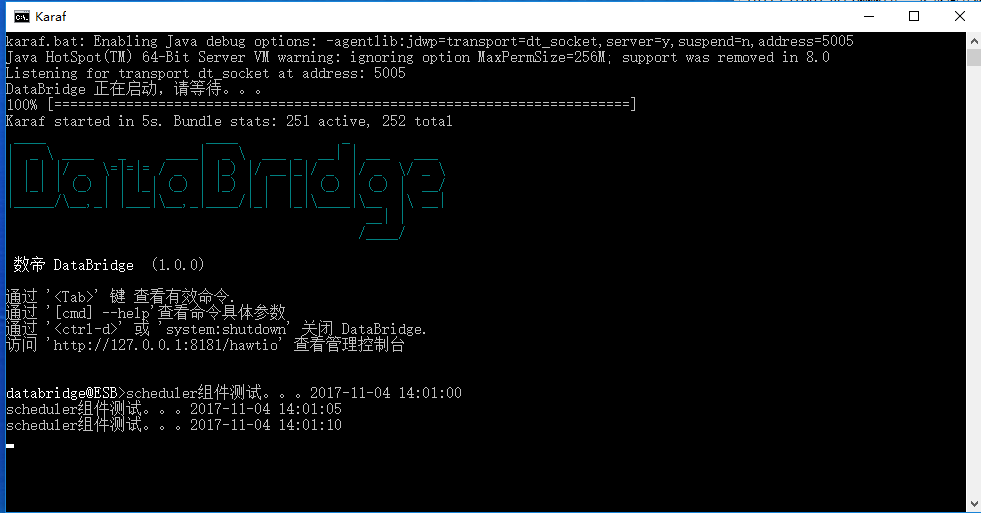 Karaf
karaf.bat: Enabling Java debug options: -agentlib:jdwp=transport=dt_socket,server=y,suspend=n,address=5005
Java HotSpot(TM) 64-Bit Server VM warning: ignoring option MaxPermSize=256M; support was removed in 8.0
Listening for transport dt_socket at address: 5005
DataBridge 正在启动，请等待。。。
100% [========================================================================]
Karaf started in 5s. Bundle stats: 251 active, 252 total
DataBridge
数帝 DataBridge （1.0.0）
通过 '<Tab>' 键 查看有效命令.
通过 '[cmd] --help'查看命令具体参数
通过 '<ctrl-d>' 或 'system:shutdown' 关闭 DataBridge.
访问 'http://127.0.0.1:8181/hawtio' 查看管理控制台
databridge@ESB>scheduler组件测试。。。2017-11-04 14:01:00
scheduler组件测试。。。2017-11-04 14:01:05
scheduler组件测试。。。2017-11-04 14:01:10